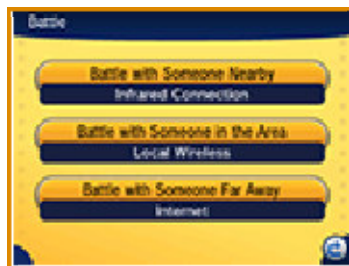 Battle
Battle with Someone Nearby
Infrared Connection
Battle with Someone in the Area
Local Wireless
Battle with Someone Far Away
Internet